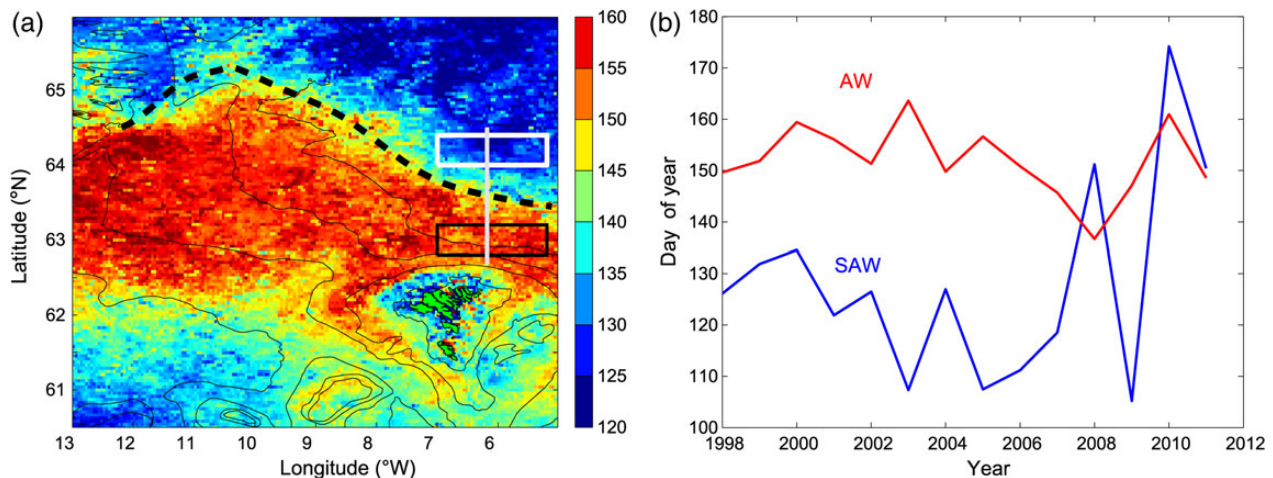 (a)
Latitude (°N)
65
64
63
62
61
13 12 11 10 9 8 7 6
Longitude (°W)
160
155
150
145
140
135
130
125
120
(b)
Day of year
180
170
160
150
140
130
120
110
100
AW
SAW
1998 2000 2002 2004 2006 2008 2010 2012
Year